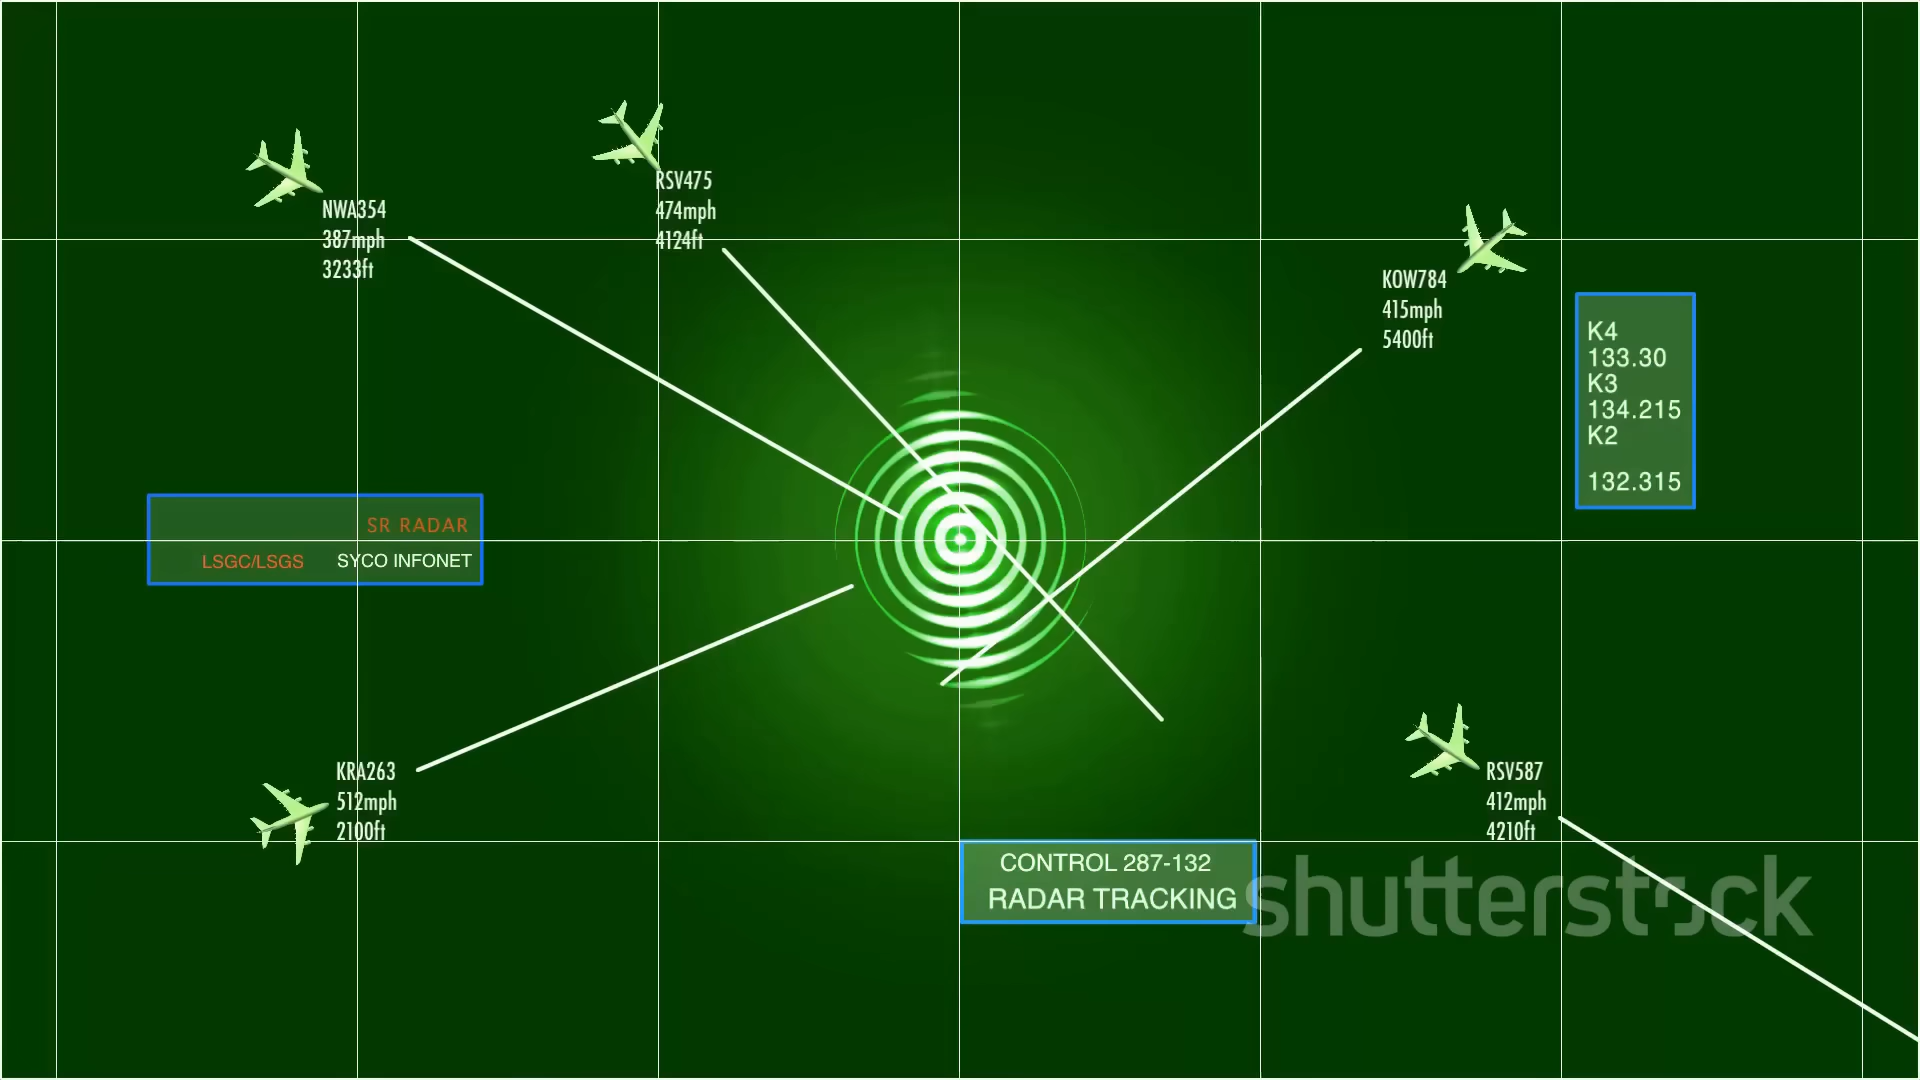 RSV475
474mph
4124ft
NWA354
387mph
3233ft
KOW784
415mph
5400ft
K4
133.30
K3
134.215
K2
132.315
SR RADAR
LSGC/LSGS SYCO INFONET
KRA263
512mph
2100ft
RSV587
412mph
4210ft
CONTROL 287-132
RADAR TRACKING
shutterstock